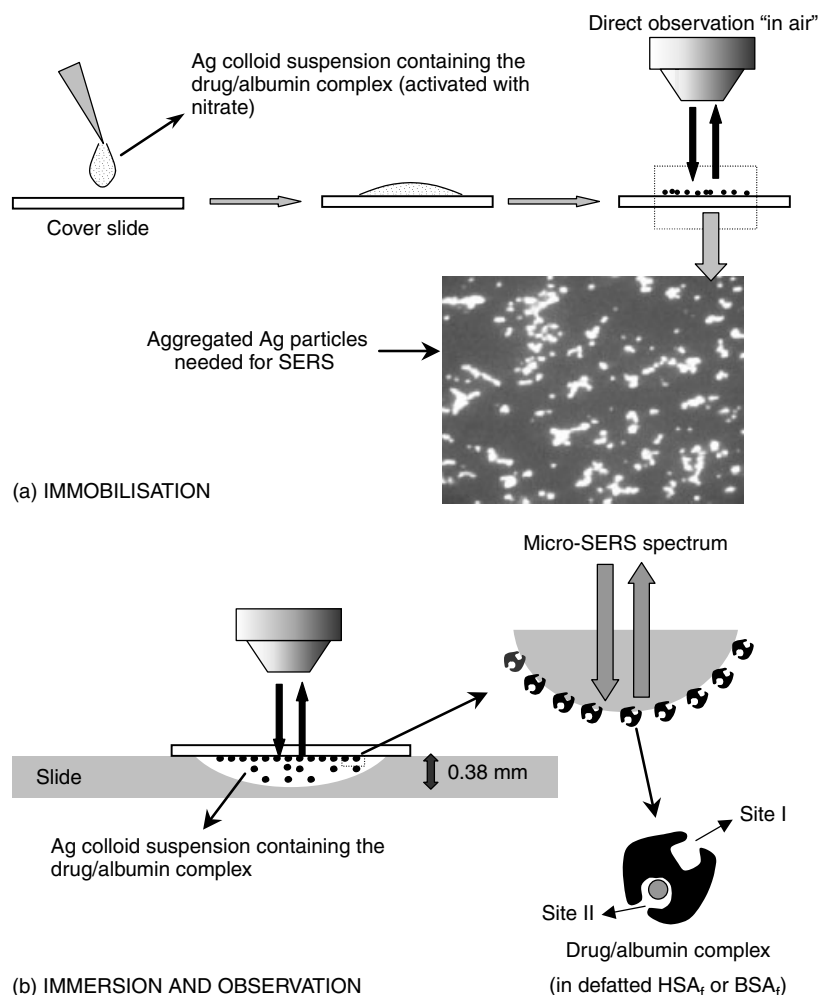 Direct observation “in air”
Ag colloid suspension containing the
drug/albumin complex (activated with
nitrate)
Cover slide
Aggregated Ag particles
needed for SERS
(a) IMMOBILISATION
Micro-SERS spectrum
Slide
0.38 mm
Ag colloid suspension containing the
drug/albumin complex
Site I
Site II
Drug/albumin complex
(in defatted HSAf or BSAf)
(b) IMMERSION AND OBSERVATION